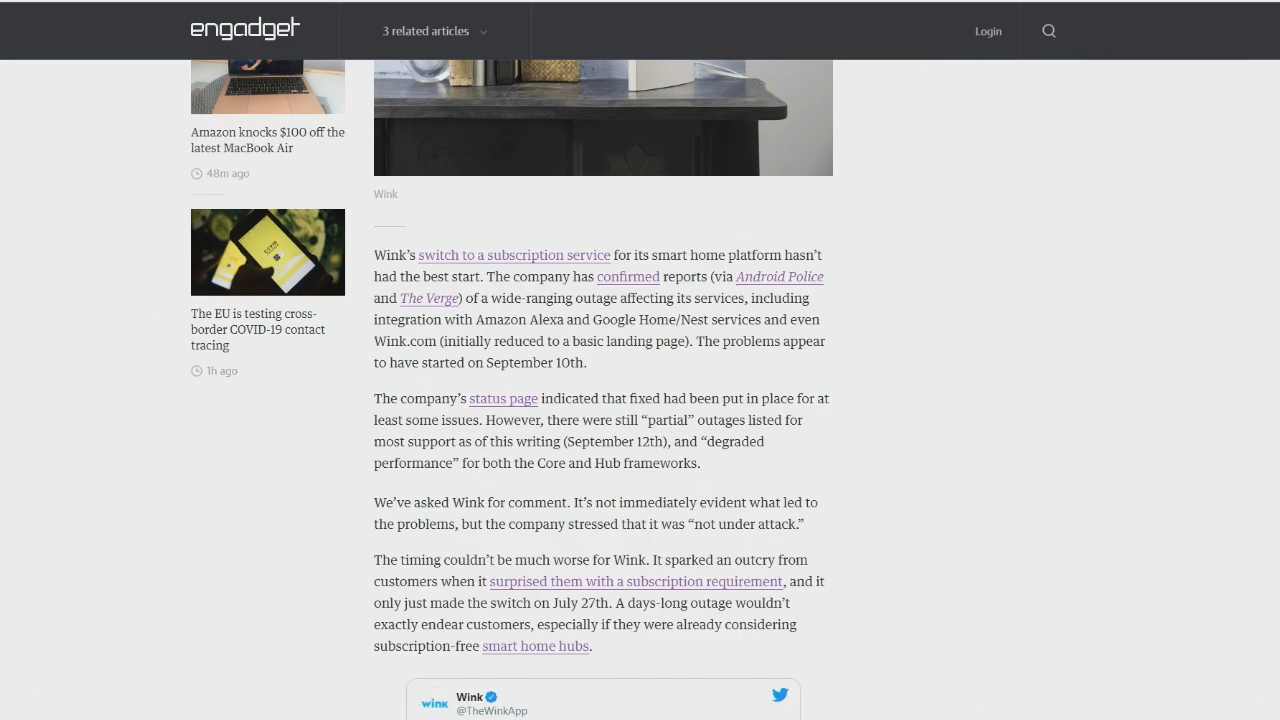 engadget
3 related articles
Login
Amazon knocks $100 off the
latest MacBook Air
48m ago
The EU is testing cross-
border COVID-19 contact
tracing
1h ago
Wink
Wink’s switch to a subscription service for its smart home platform hasn’t
had the best start. The company has confirmed reports (via Android Police
and The Verge) of a wide-ranging outage affecting its services, including
integration with Amazon Alexa and Google Home/Nest services and even
Wink.com (initially reduced to a basic landing page). The problems appear
to have started on September 10th.
The company’s status page indicated that fixed had been put in place for at
least some issues. However, there were still “partial” outages listed for
most support as of this writing (September 12th), and “degraded
performance” for both the Core and Hub frameworks.
We’ve asked Wink for comment. It’s not immediately evident what led to
the problems, but the company stressed that it was “not under attack.”
The timing couldn’t be much worse for Wink. It sparked an outcry from
customers when it surprised them with a subscription requirement, and it
only just made the switch on July 27th. A days-long outage wouldn’t
exactly endear customers, especially if they were already considering
subscription-free smart home hubs.
wink
Wink
@TheWinkApp